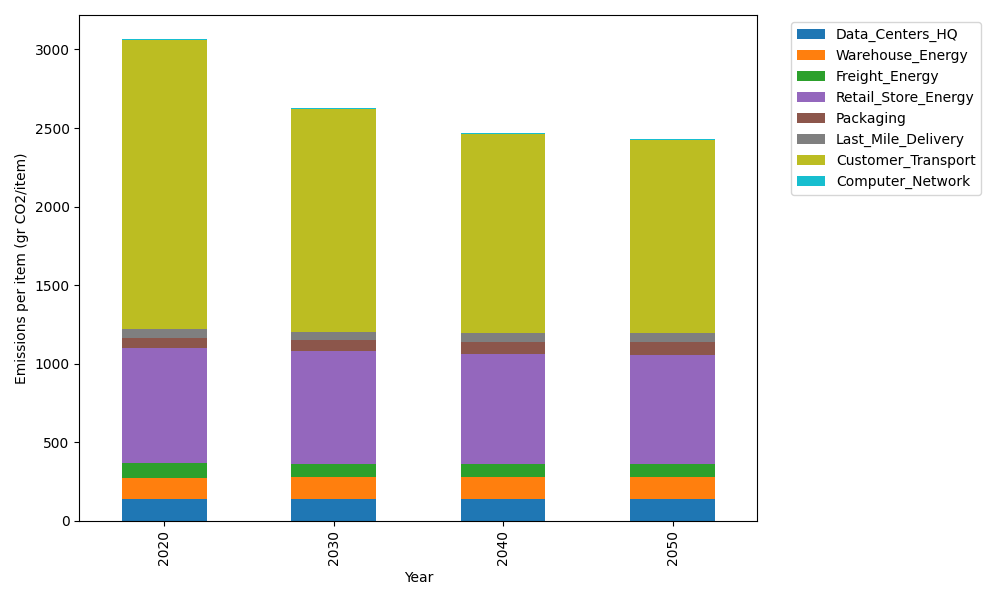 3000
2500
2000
1500
1000
500
0
Emissions per item (gr CO2/item)
2020
2030
2040
2050
Year
Data_Centers_HQ
Warehouse_Energy
Freight_Energy
Retail_Store_Energy
Packaging
Last_Mile_Delivery
Customer_Transport
Computer_Network